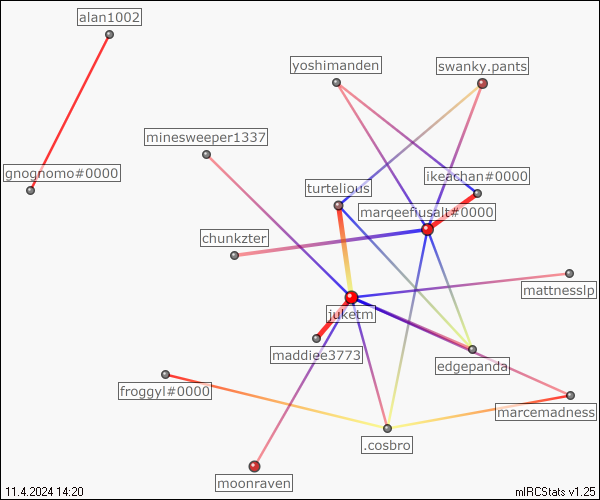 alan1002
yoshimanden
swanky.pants
minesweeper1337
gnognomo#0000
ikeachan#0000
turtelious
marqeefiusalt#0000
chunkzter
mattnesslp
juketm
maddiee3773
edgepanda
froggyl#0000
marcemadness
.cosbro
moonraven
11.4.2024 14:20
mIRCStats v1.25